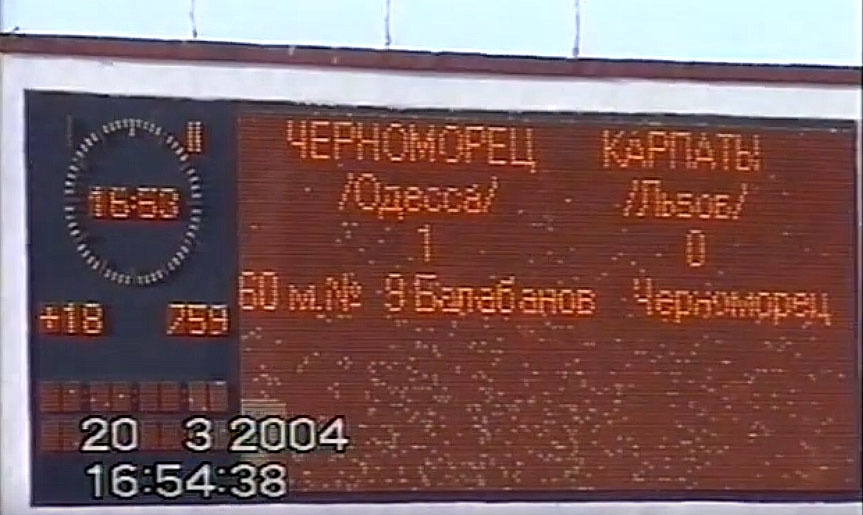 ЧЕРНОМОРЕЦ КАРПАТЫ
/Одесса/ /Львов/
1 0
60 м.№ 9 Балабанов Черноморец
16:53
+18 759
20 3 2004
16:54:38